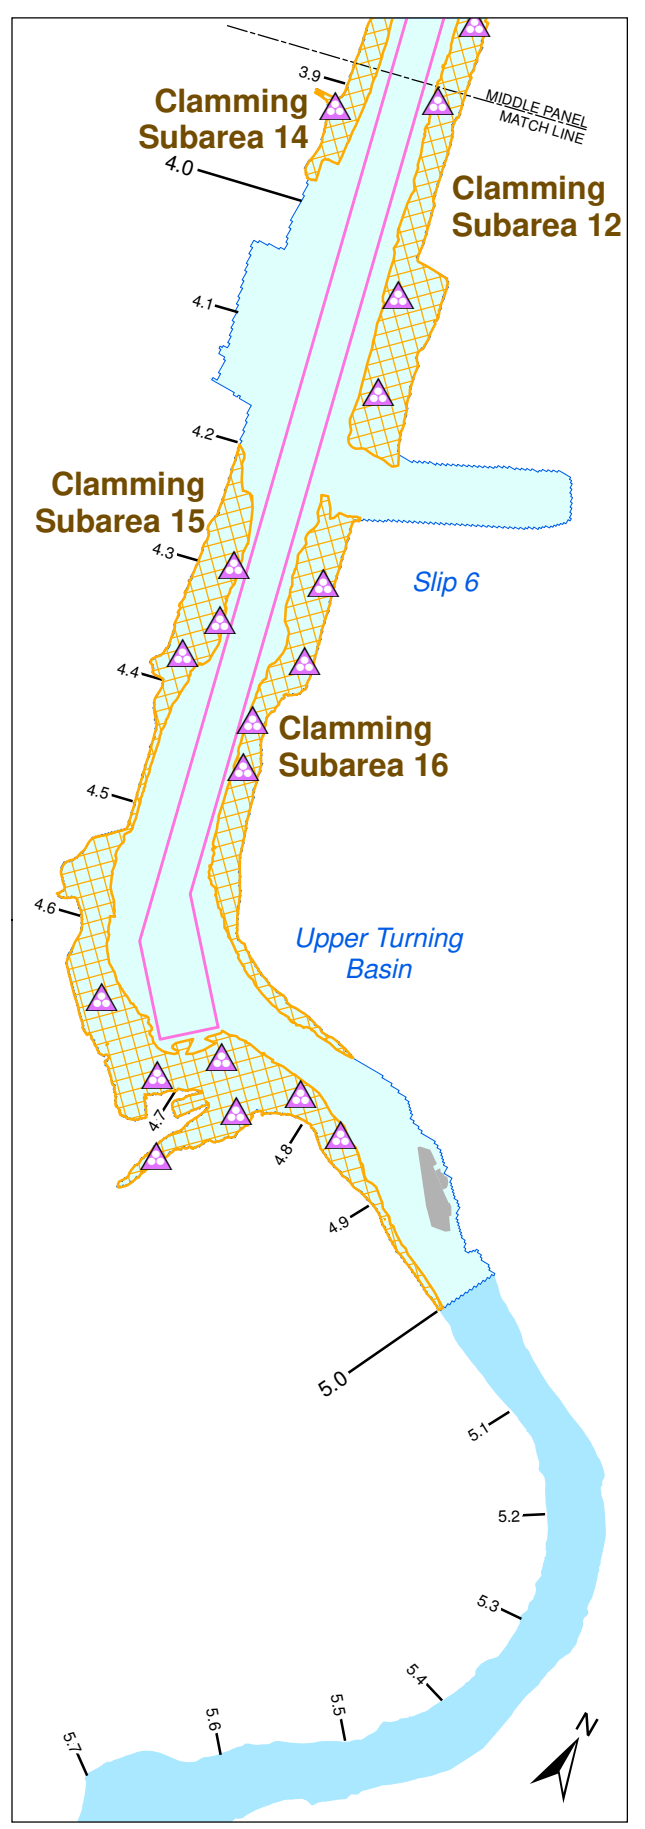 3.9
MIDDLE PANEL
MATCH LINE
Clamming
Subarea 14
4.0
Clamming
Subarea 12
4.1
4.2
Clamming
Subarea 15
4.3
Slip 6
4.4
Clamming
Subarea 16
4.5
4.6
Upper Turning
Basin
4.7
4.8
4.9
5.0
5.1
5.2
5.3
5.4
5.5
5.6
5.7
N